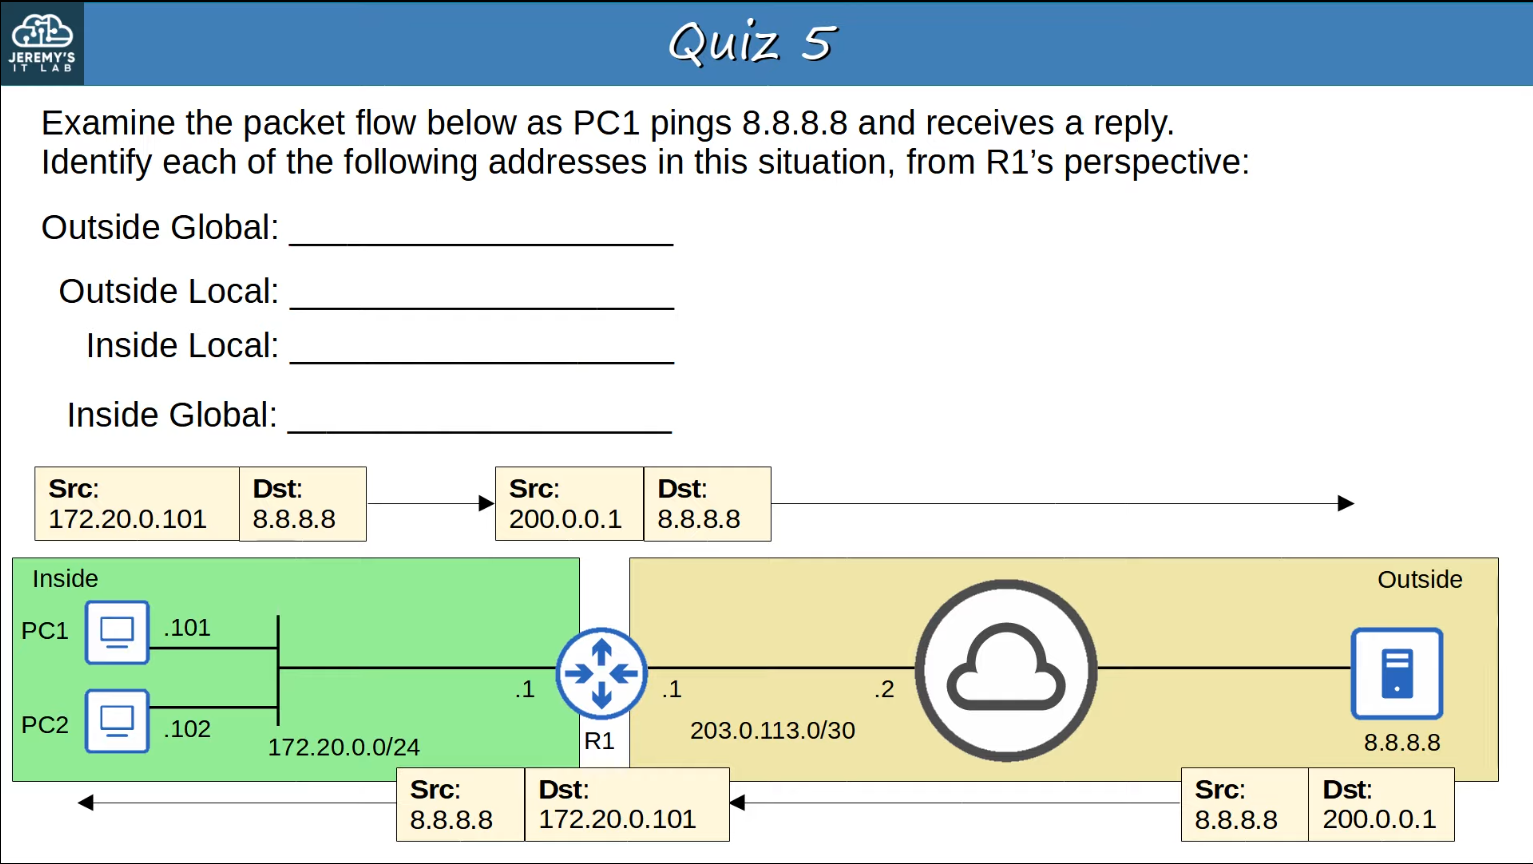 JEREMY'S
IT LAB
Quiz 5
Examine the packet flow below as PC1 pings 8.8.8.8 and receives a reply.
Identify each of the following addresses in this situation, from R1's perspective:
Outside Global: ____________________
Outside Local: ____________________
Inside Local: ____________________
Inside Global: ____________________
Src: Dst:
172.20.0.101 8.8.8.8
Src: Dst:
200.0.0.1 8.8.8.8
Inside
Outside
PC1
.101
PC2
.102
172.20.0.0/24
.1
R1
.1
.2
203.0.113.0/30
8.8.8.8
Src: Dst:
8.8.8.8 172.20.0.101
Src: Dst:
8.8.8.8 200.0.0.1